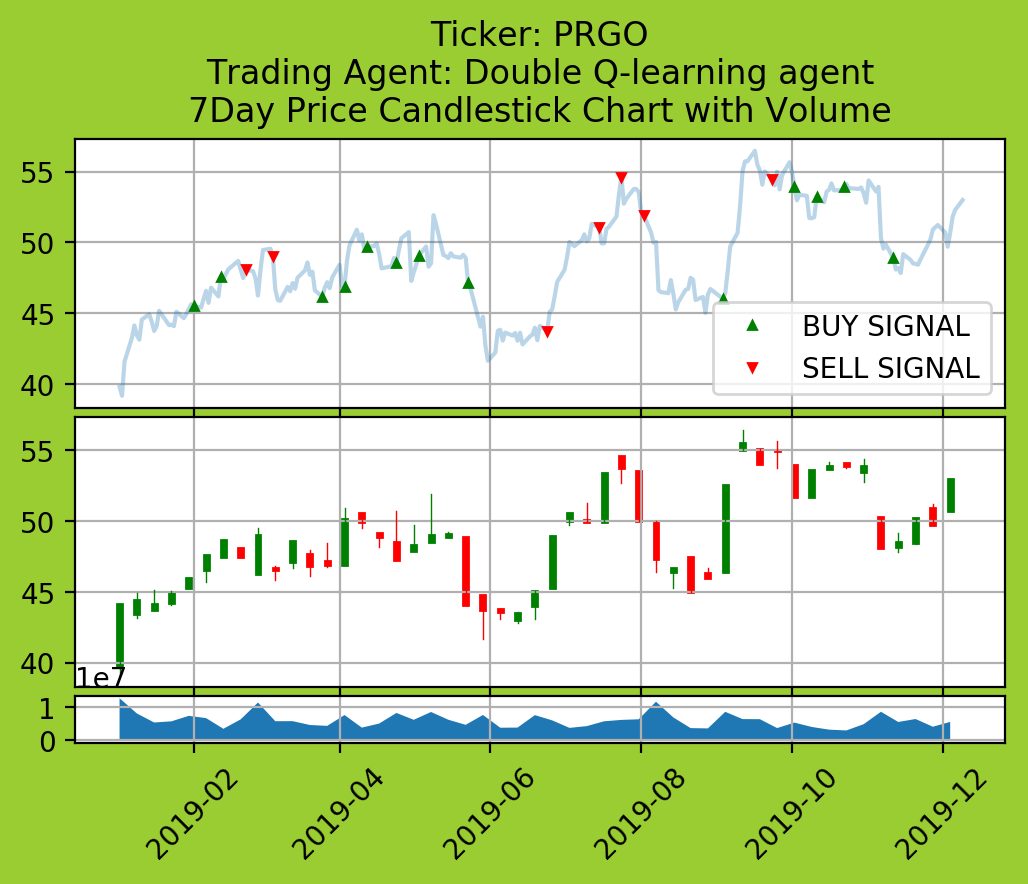 Ticker: PRGO
Trading Agent: Double Q-learning agent
7Day Price Candlestick Chart with Volume
55
50
45
40
BUY SIGNAL
SELL SIGNAL
55
50
45
40
1e7
1
0
2019-02
2019-04
2019-06
2019-08
2019-10
2019-12